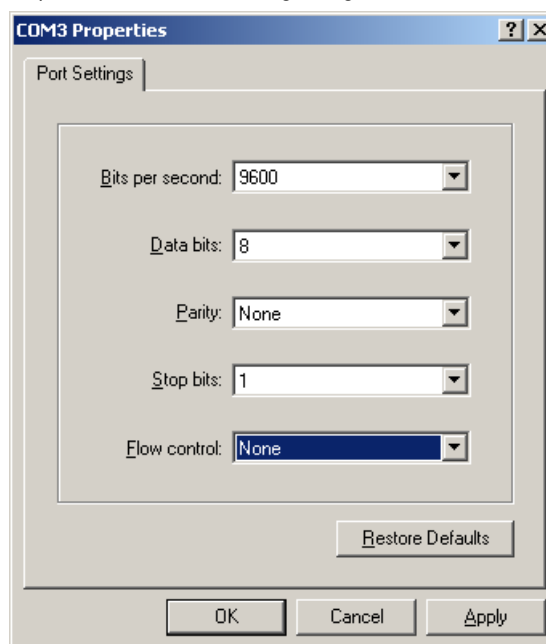 COM3 Properties
Port Settings
Bits per second: 9600
Data bits: 8
Parity: None
Stop bits: 1
Flow control: None
Restore Defaults
OK Cancel Apply